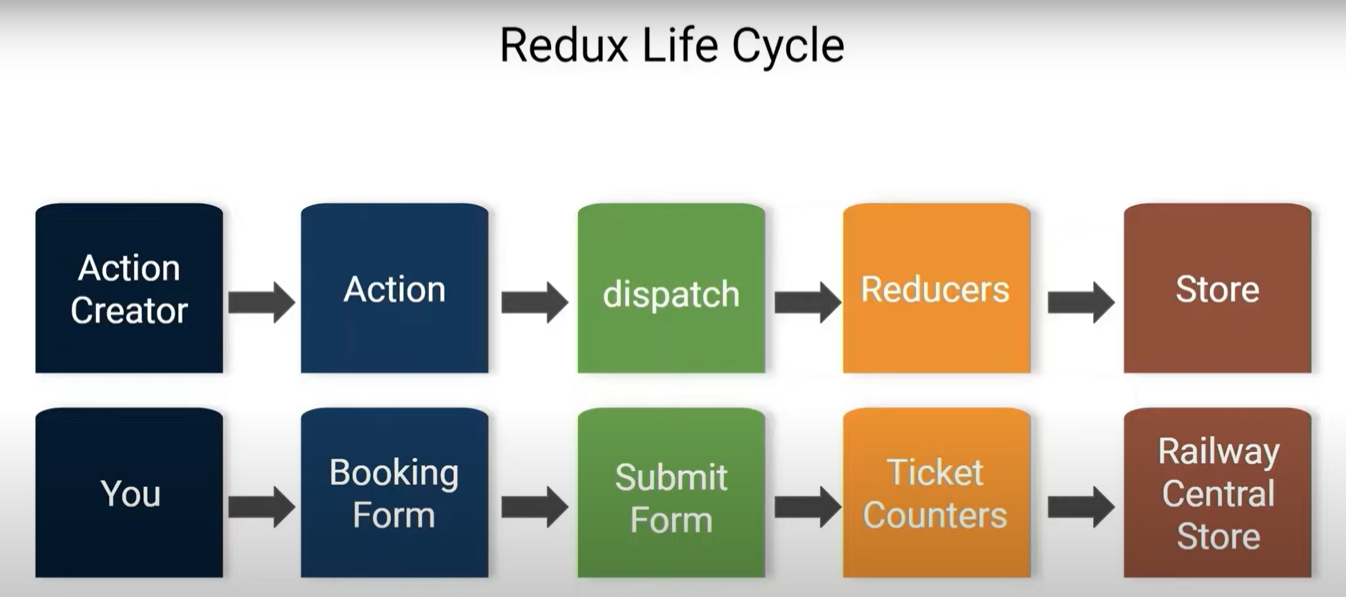 Redux Life Cycle
Action
Creator
Action
dispatch
Reducers
Store
You
Booking
Form
Submit
Form
Ticket
Counters
Railway
Central
Store